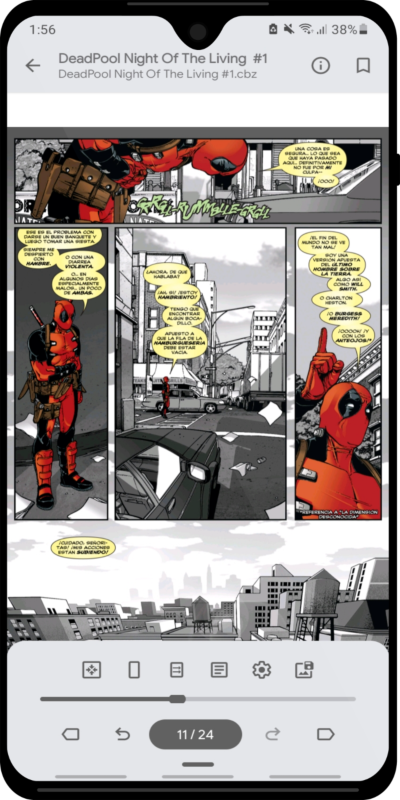 1:56
38%
DeadPool Night Of The Living #1
DeadPool Night Of The Living #1.cbz
UNA COSA ES
SEGURA... LO QUE SEA
QUE HAYA PASADO
AQUÍ... DEFINITIVAMENTE
NO FUE POR MI
CULPA--
¡OOO!
ESE ES EL PROBLEMA CON
DARSE UN BUEN BANQUETE Y
LUEGO TOMAR UNA SIESTA.
SIEMPRE ME
DESPIERTO
CON
HAMBRE.
O CON UNA
DIARREA
VIOLENTA.
O... EN
ALGUNOS DÍAS
ESPECIALMENTE
MALOS... UN POCO
DE AMBAS.
¿AHORA, DE
QUE HABLABA?
¡AH, SÍ! ¡ESTOY
HAMBRIENTO!
TENGO QUE
ENCONTRAR
ALGÚN BOCA-
DILLO.
APUESTO A
QUE LA FILA DE LA
HAMBURGUESERÍA
DEBE ESTAR
VACÍA.
¡EL FIN DEL
MUNDO NO SE VE
TAN MAL!
SOY UNA
VERSIÓN APUESTA
DEL ÚLTIMO
HOMBRE SOBRE
LA TIERRA.
ALGO ASÍ
COMO WILL
SMITH.
O CHARLTON
HESTON.
¡O BURGESS
MEREDITH!
¡OOOOH! ¡Y
CON LOS
ANTEOJOS!*
*REFERENCIA A "LA DIMENSIÓN
DESCONOCIDA"
¡CUIDADO, SEÑORI-
TAS! ¡MIS ACCIONES
ESTÁN SUBIENDO!
11 / 24